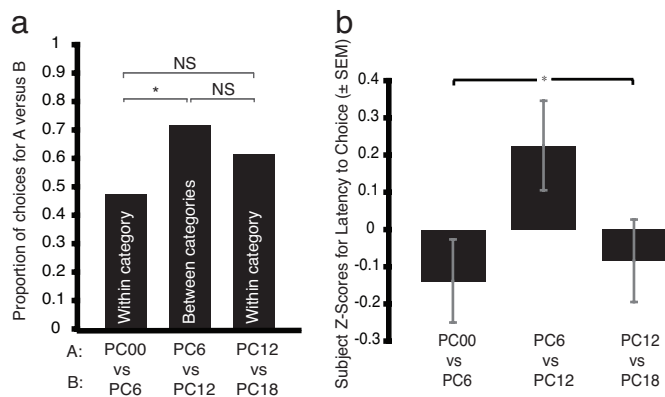 a
Proportion of choices for A versus B
1
0.9
0.8
0.7
0.6
0.5
0.4
0.3
0.2
0.1
0
NS
*
NS
Within category
Between categories
Within category
A:
B:
PC00
vs
PC6
PC6
vs
PC12
PC12
vs
PC18
b
Subject Z-Scores for Latency to Choice (± SEM)
0.4
0.3
0.2
0.1
0
-0.1
-0.2
-0.3
*
PC00
vs
PC6
PC6
vs
PC12
PC12
vs
PC18